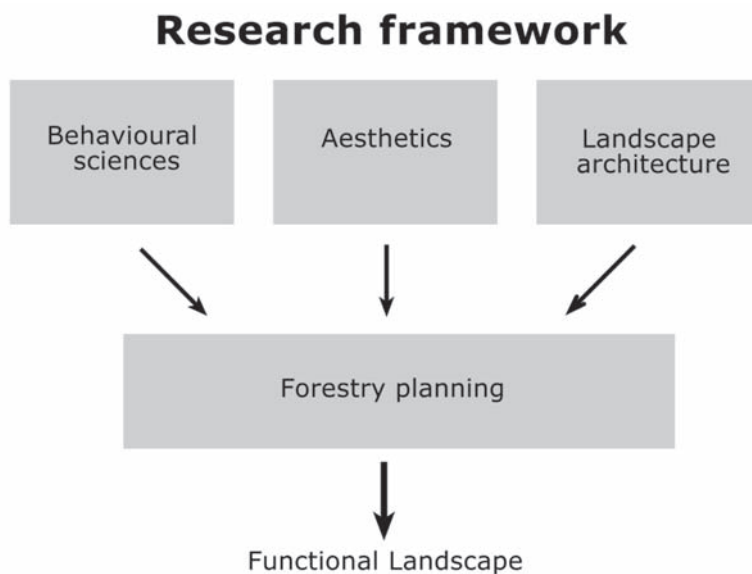 Research framework
Behavioural
sciences
Aesthetics
Landscape
architecture
Forestry planning
Functional Landscape